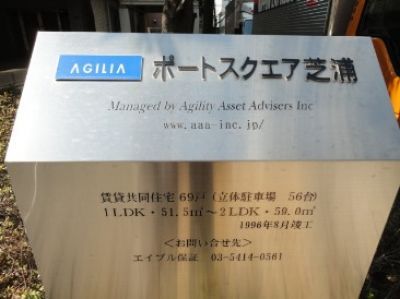 AGILIA ポートスクエア芝浦
Managed by Agility Asset Advisers Inc
www.aaa-inc.jp/
賃貸共同住宅 69戸 (立体駐車場 56台)
1LDK・51.5㎡～2LDK・59.0㎡
1996年8月竣工
＜お問い合せ先＞
エイブル保証 03-5414-0561